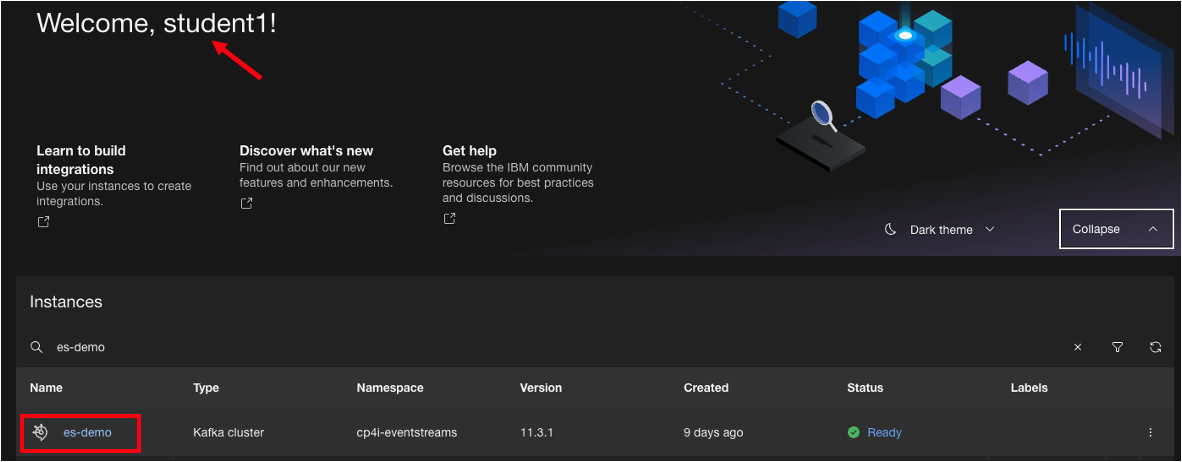 Welcome, student1!
Learn to build
integrations
Use your instances to create
integrations.
Discover what's new
Find out about our new
features and enhancements.
Get help
Browse the IBM community
resources for best practices
and discussions.
Dark theme
Collapse
Instances
es-demo
Name Type Namespace Version Created Status Labels
es-demo Kafka cluster cp4i-eventstreams 11.3.1 9 days ago Ready